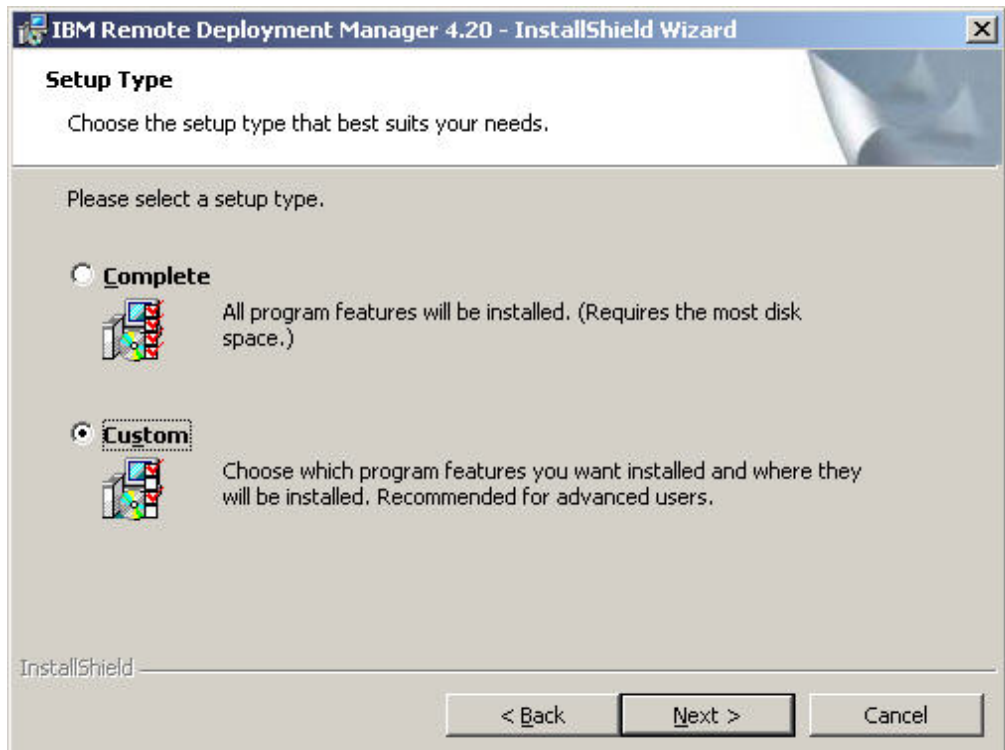 IBM Remote Deployment Manager 4.20 - InstallShield Wizard
Setup Type
Choose the setup type that best suits your needs.
Please select a setup type.
Complete
All program features will be installed. (Requires the most disk
space.)
Custom
Choose which program features you want installed and where they
will be installed. Recommended for advanced users.
InstallShield
< Back
Next >
Cancel